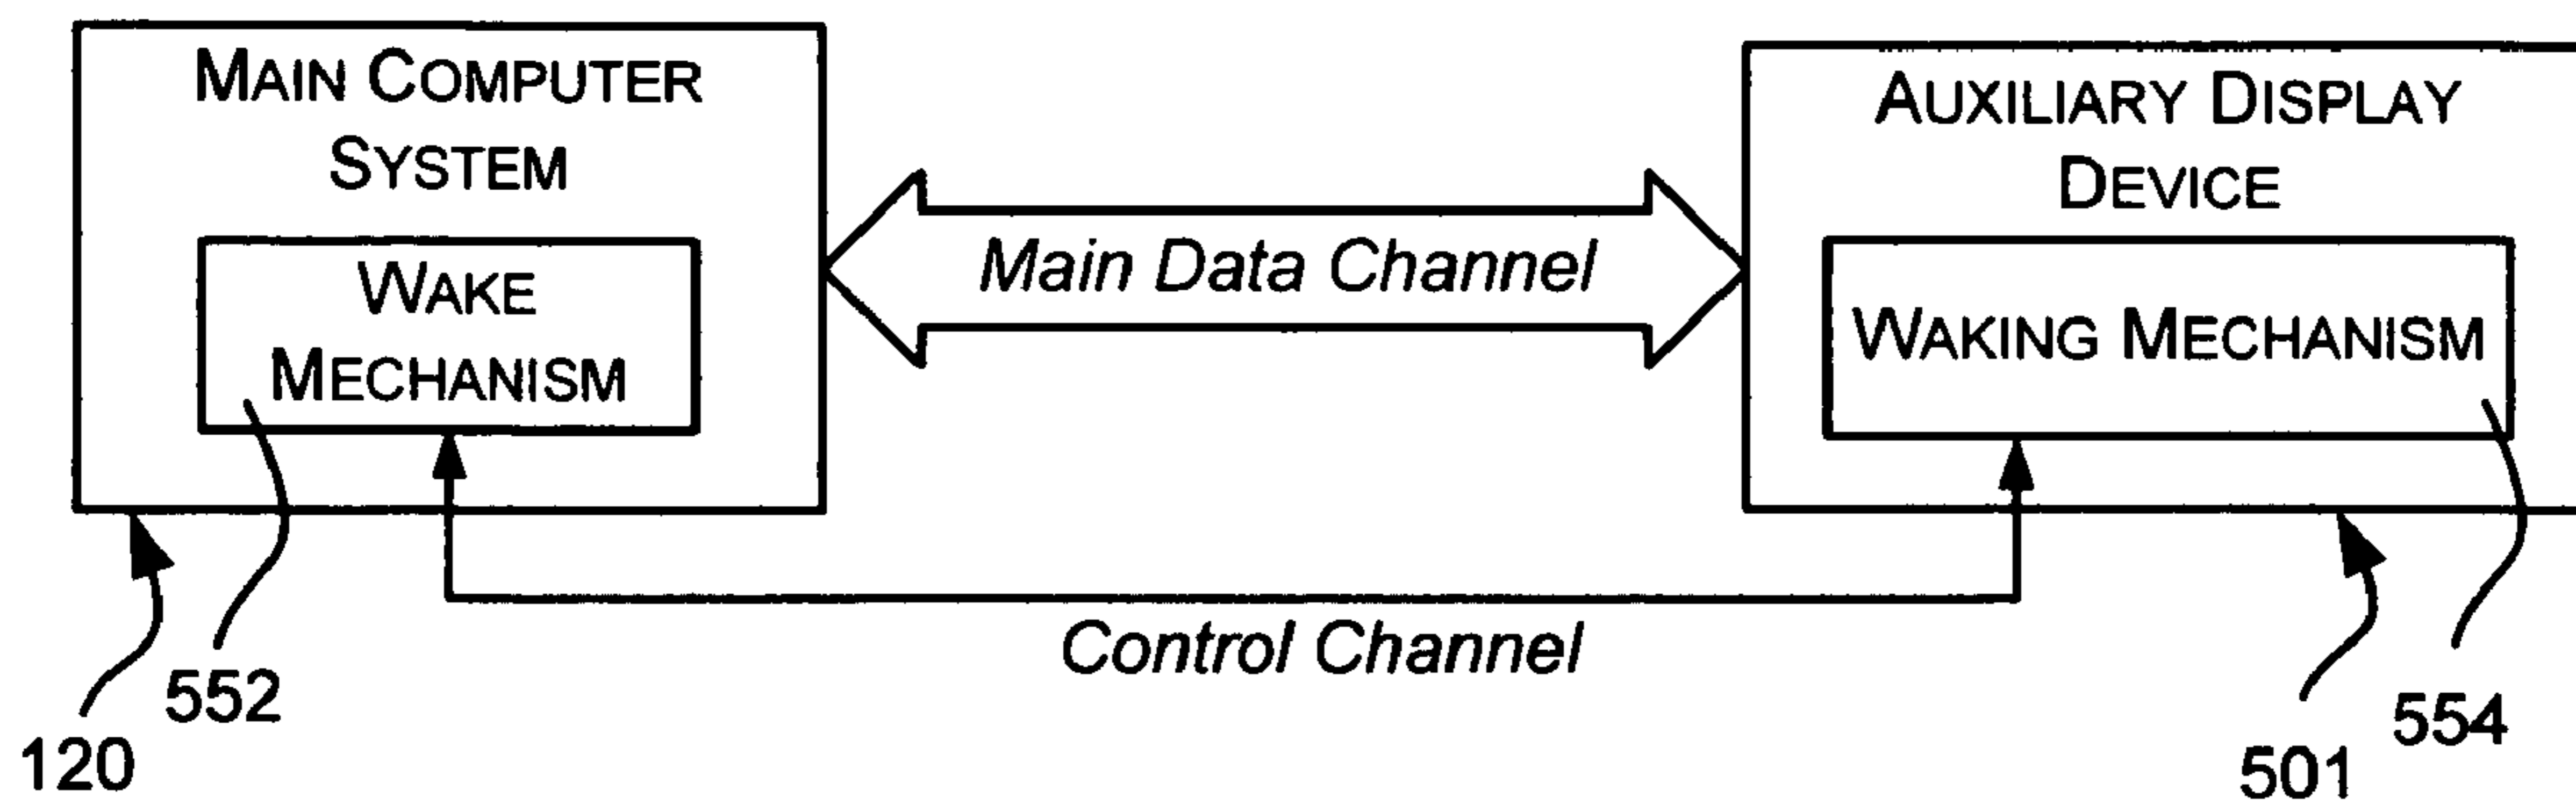 MAIN COMPUTER
SYSTEM
WAKE
MECHANISM
Main Data Channel
AUXILIARY DISPLAY
DEVICE
WAKING MECHANISM
Control Channel
120
552
501
554